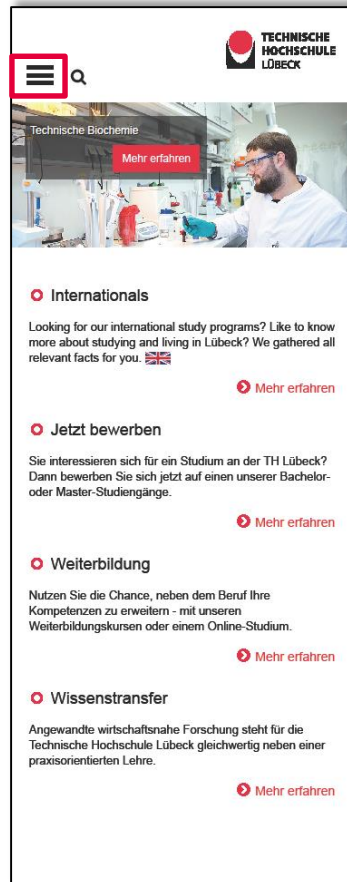 TECHNISCHE
HOCHSCHULE
LÜBECK
Technische Biochemie
Mehr erfahren
Internationals
Looking for our international study programs? Like to know
more about studying and living in Lübeck? We gathered all
relevant facts for you.
Mehr erfahren
Jetzt bewerben
Sie interessieren sich für ein Studium an der TH Lübeck?
Dann bewerben Sie sich jetzt auf einen unserer Bachelor-
oder Master-Studiengänge.
Mehr erfahren
Weiterbildung
Nutzen Sie die Chance, neben dem Beruf Ihre
Kompetenzen zu erweitern - mit unseren
Weiterbildungskursen oder einem Online-Studium.
Mehr erfahren
Wissenstransfer
Angewandte wirtschaftsnahe Forschung steht für die
Technische Hochschule Lübeck gleichwertig neben einer
praxisorientierten Lehre.
Mehr erfahren